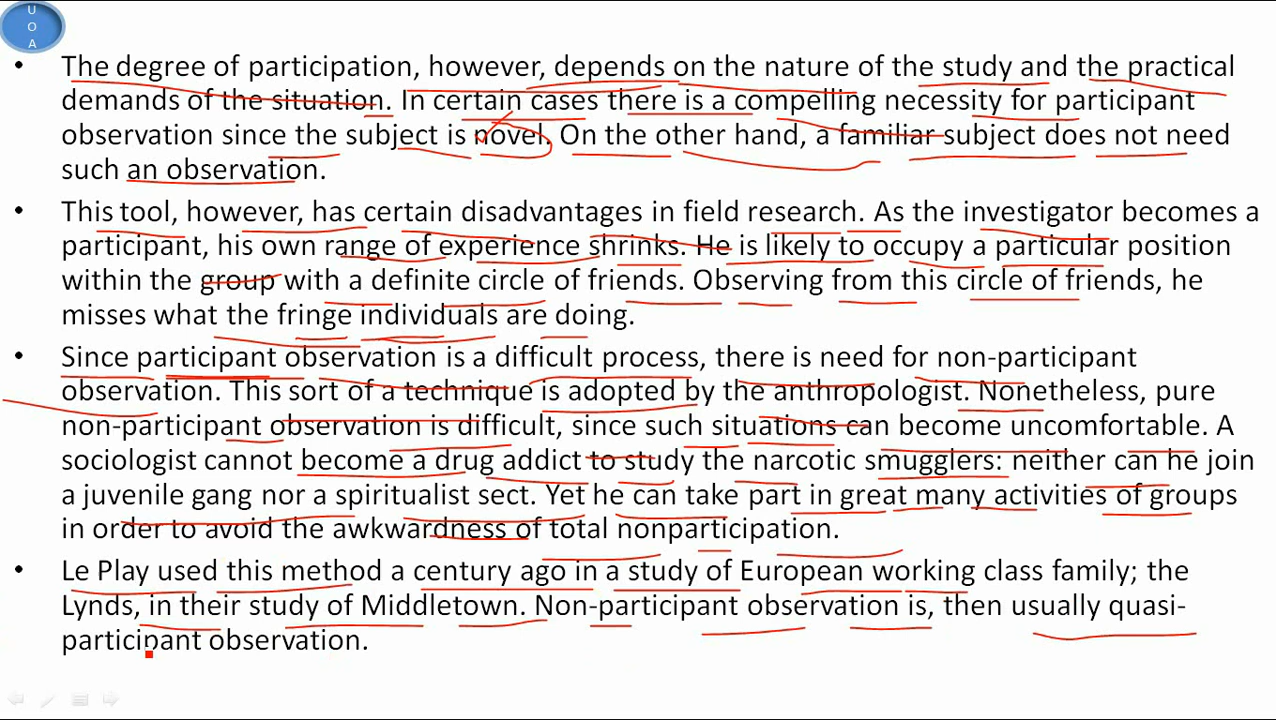 U
O
A
• The degree of participation, however, depends on the nature of the study and the practical
demands of the situation. In certain cases there is a compelling necessity for participant
observation since the subject is novel. On the other hand, a familiar subject does not need
such an observation.
• This tool, however, has certain disadvantages in field research. As the investigator becomes a
participant, his own range of experience shrinks. He is likely to occupy a particular position
within the group with a definite circle of friends. Observing from this circle of friends, he
misses what the fringe individuals are doing.
• Since participant observation is a difficult process, there is need for non-participant
observation. This sort of a technique is adopted by the anthropologist. Nonetheless, pure
non-participant observation is difficult, since such situations can become uncomfortable. A
sociologist cannot become a drug addict to study the narcotic smugglers: neither can he join
a juvenile gang nor a spiritualist sect. Yet he can take part in great many activities of groups
in order to avoid the awkwardness of total nonparticipation.
• Le Play used this method a century ago in a study of European working class family; the
Lynds, in their study of Middletown. Non-participant observation is, then usually quasi-
participant observation.